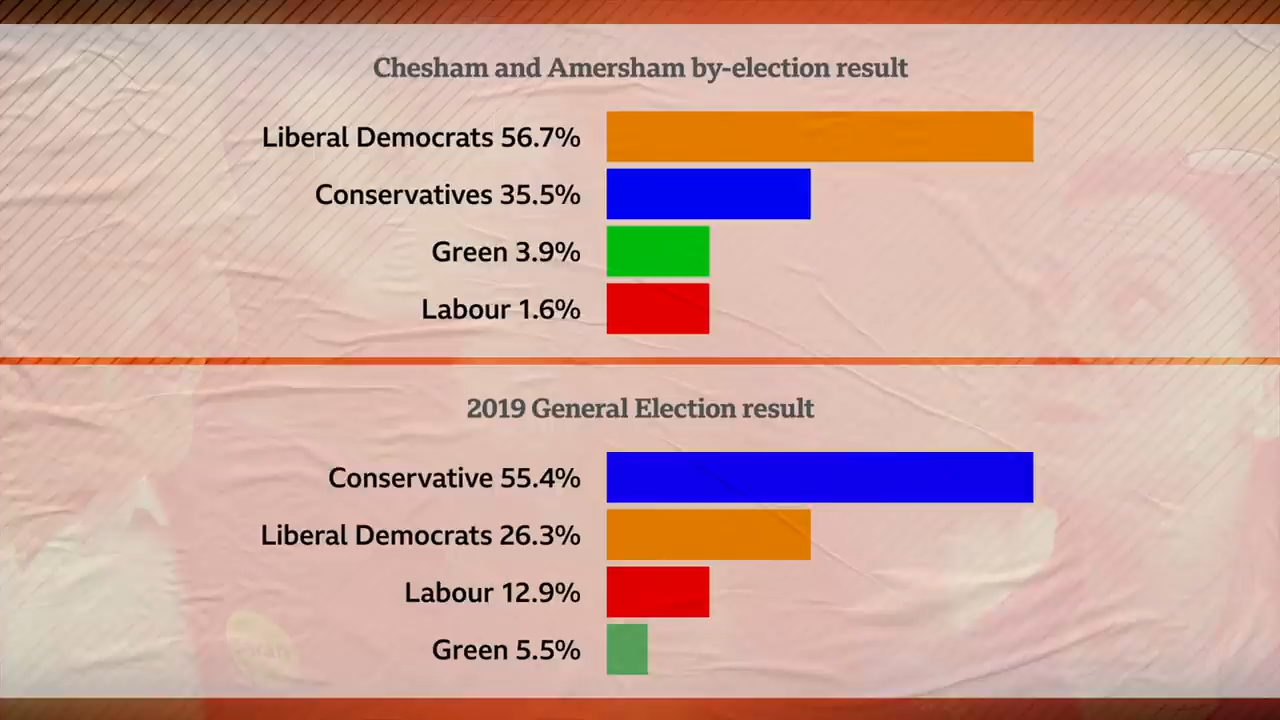 Chesham and Amersham by-election result
Liberal Democrats 56.7%
Conservatives 35.5%
Green 3.9%
Labour 1.6%
2019 General Election result
Conservative 55.4%
Liberal Democrats 26.3%
Labour 12.9%
Green 5.5%